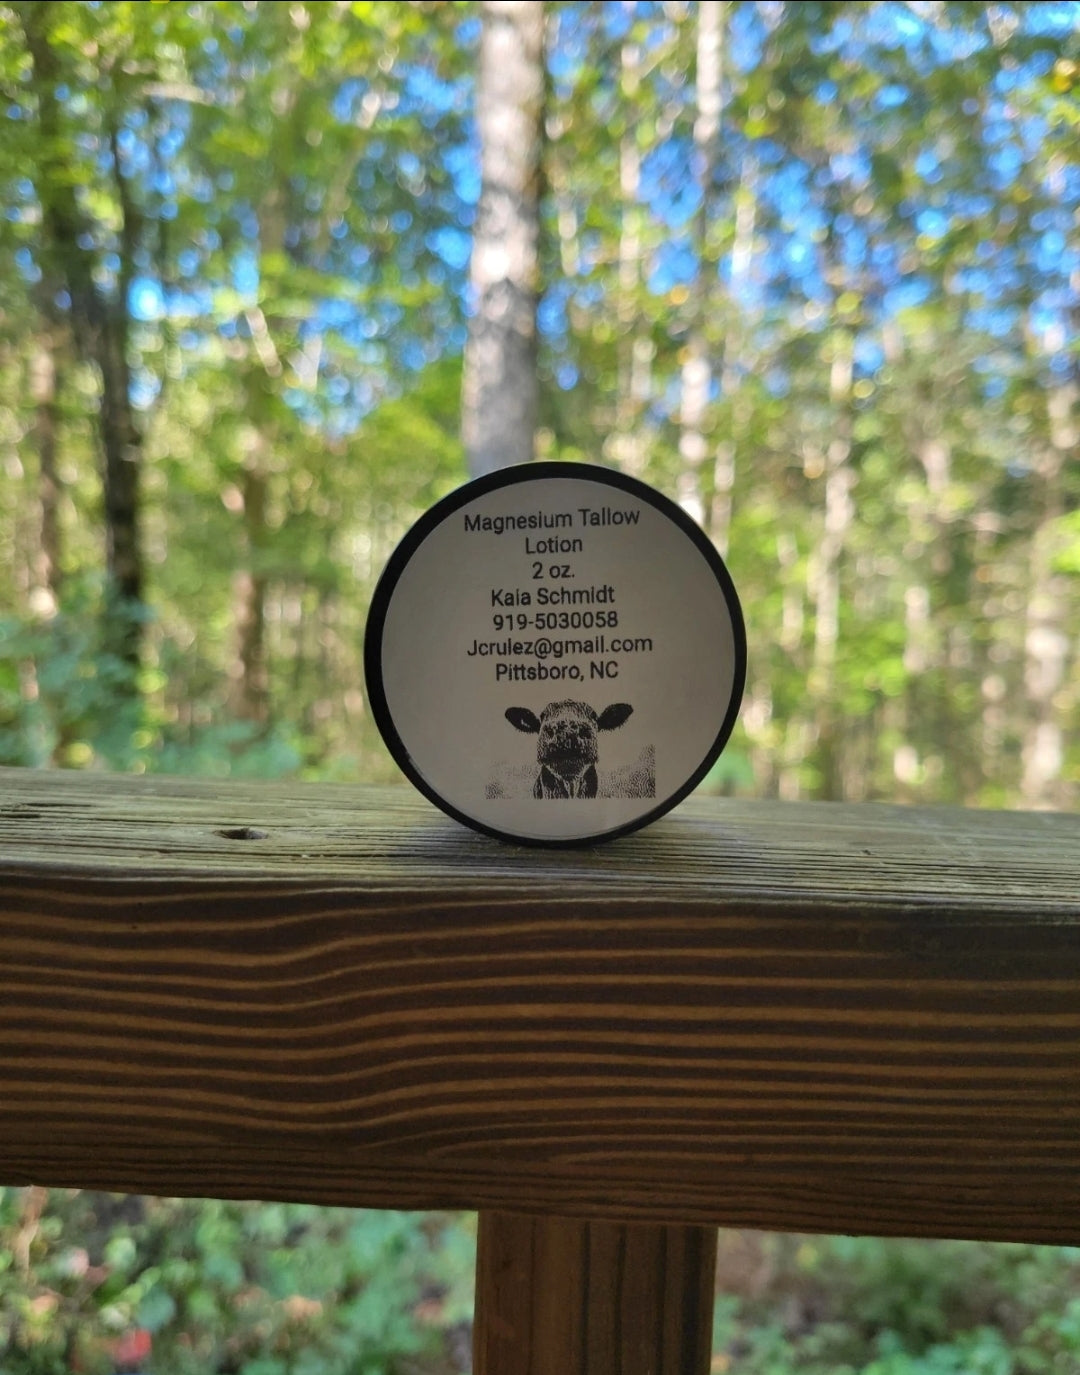 Magnesium Tallow
Lotion
2 oz.
Kaia Schmidt
919-5030058
Jcrulez@gmail.com
Pittsboro, NC